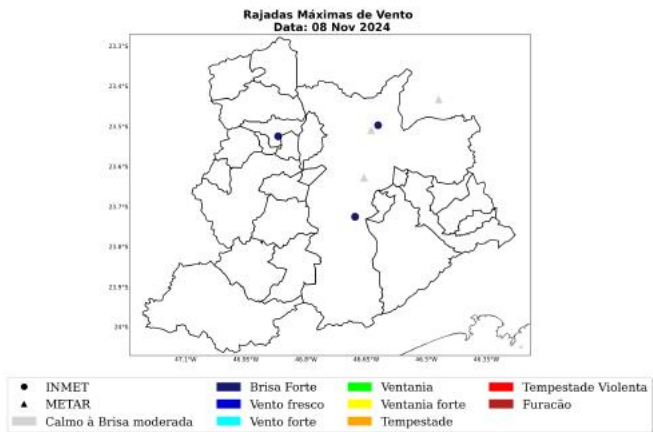 Rajadas Máximas de Vento
Data: 08 Nov 2024
23.3°S
23.4°S
23.5°S
23.6°S
23.7°S
23.8°S
23.9°S
24°S
47.1°W
46.95°W
46.8°W
46.65°W
46.5°W
46.35°W
INMET
METAR
Calmo à Brisa moderada
Brisa Forte
Vento fresco
Vento forte
Ventania
Ventania forte
Tempestade
Tempestade Violenta
Furacão